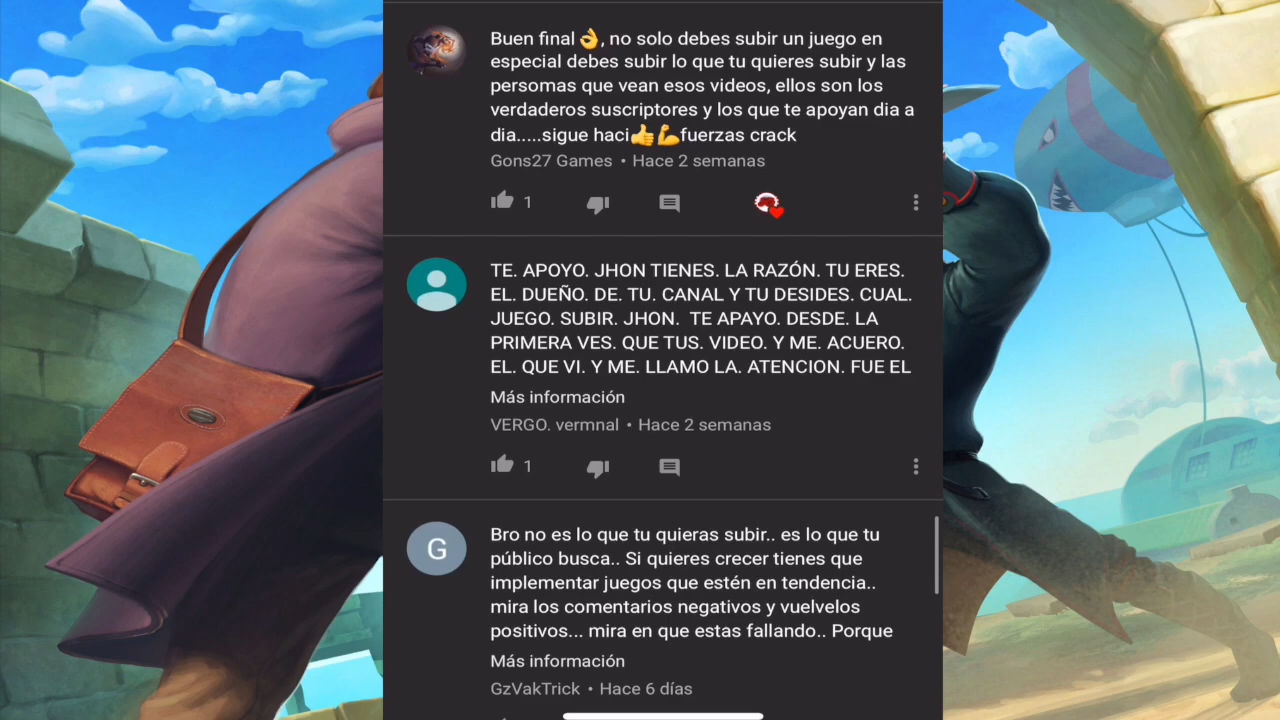 Buen final👌, no solo debes subir un juego en
especial debes subir lo que tu quieres subir y las
persomas que vean esos videos, ellos son los
verdaderos suscriptores y los que te apoyan dia a
dia.....sigue haci👍💪fuerzas crack
Gons27 Games • Hace 2 semanas
1
TE. APOYO. JHON TIENES. LA RAZÓN. TU ERES.
EL. DUEÑO. DE. TU. CANAL Y TU DESIDES. CUAL.
JUEGO. SUBIR. JHON.  TE APAYO. DESDE. LA
PRIMERA VES. QUE TUS. VIDEO. Y ME. ACUERO.
EL. QUE VI. Y ME. LLAMO LA. ATENCION. FUE EL
Más información
VERGO. vermnal • Hace 2 semanas
1
G
Bro no es lo que tu quieras subir.. es lo que tu
público busca.. Si quieres crecer tienes que
implementar juegos que estén en tendencia..
mira los comentarios negativos y vuelvelos
positivos... mira en que estas fallando.. Porque
Más información
GzVakTrick • Hace 6 días